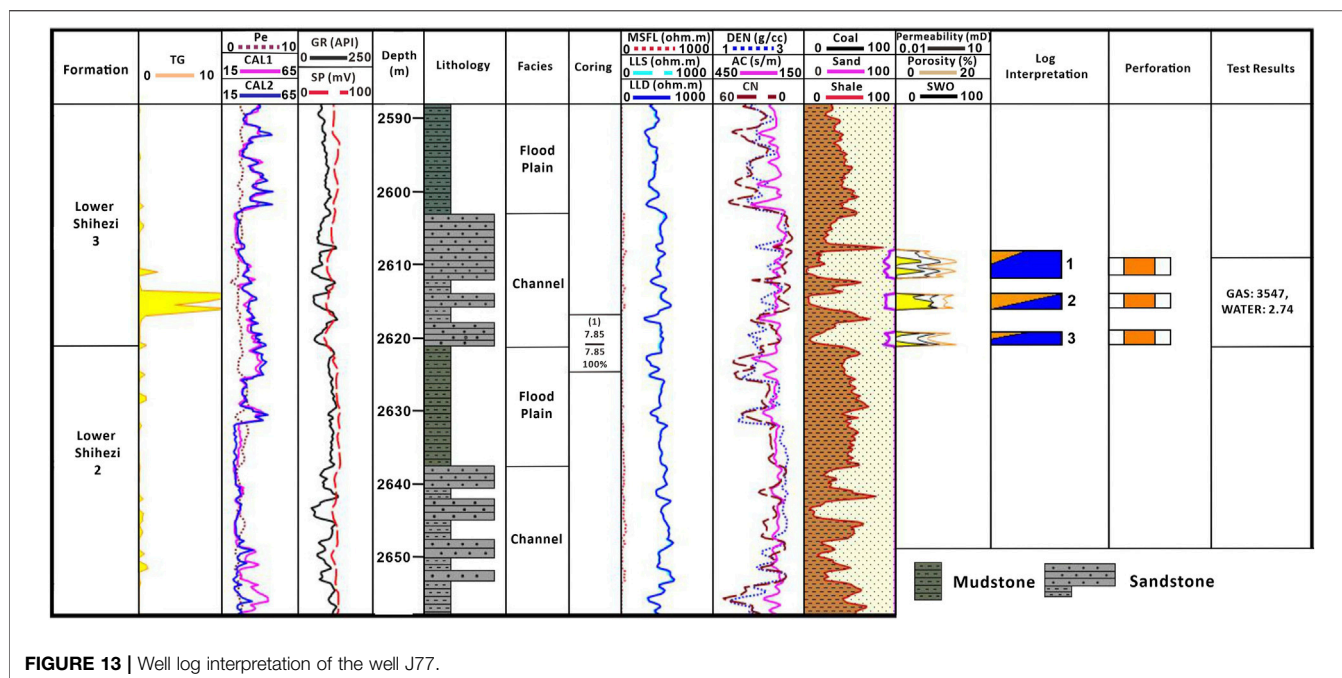 Formation
TG
0 10
Pe
0 10
CAL1
15 65
CAL2
15 65
GR (API)
0 250
SP (mV)
0 100
Depth
(m)
Lithology
Facies
Coring
MSFL (ohm.m)
0 1000
LLS (ohm.m)
0 1000
LLD (ohm.m)
0 1000
DEN (g/cc)
1 3
AC (s/m)
450 150
CN
60 0
Coal
0 100
Sand
0 100
Shale
0 100
Permeability (mD)
0.01 10
Porosity (%)
0 20
SWO
0 100
Log
Interpretation
Perforation
Test Results
Lower
Shihezi
3
Lower
Shihezi
2
2590
2600
2610
2620
2630
2640
2650
Flood
Plain
Channel
Flood
Plain
Channel
(1)
7.85
7.85
100%
1
2
3
GAS: 3547,
WATER: 2.74
Mudstone
Sandstone
FIGURE 13 | Well log interpretation of the well J77.